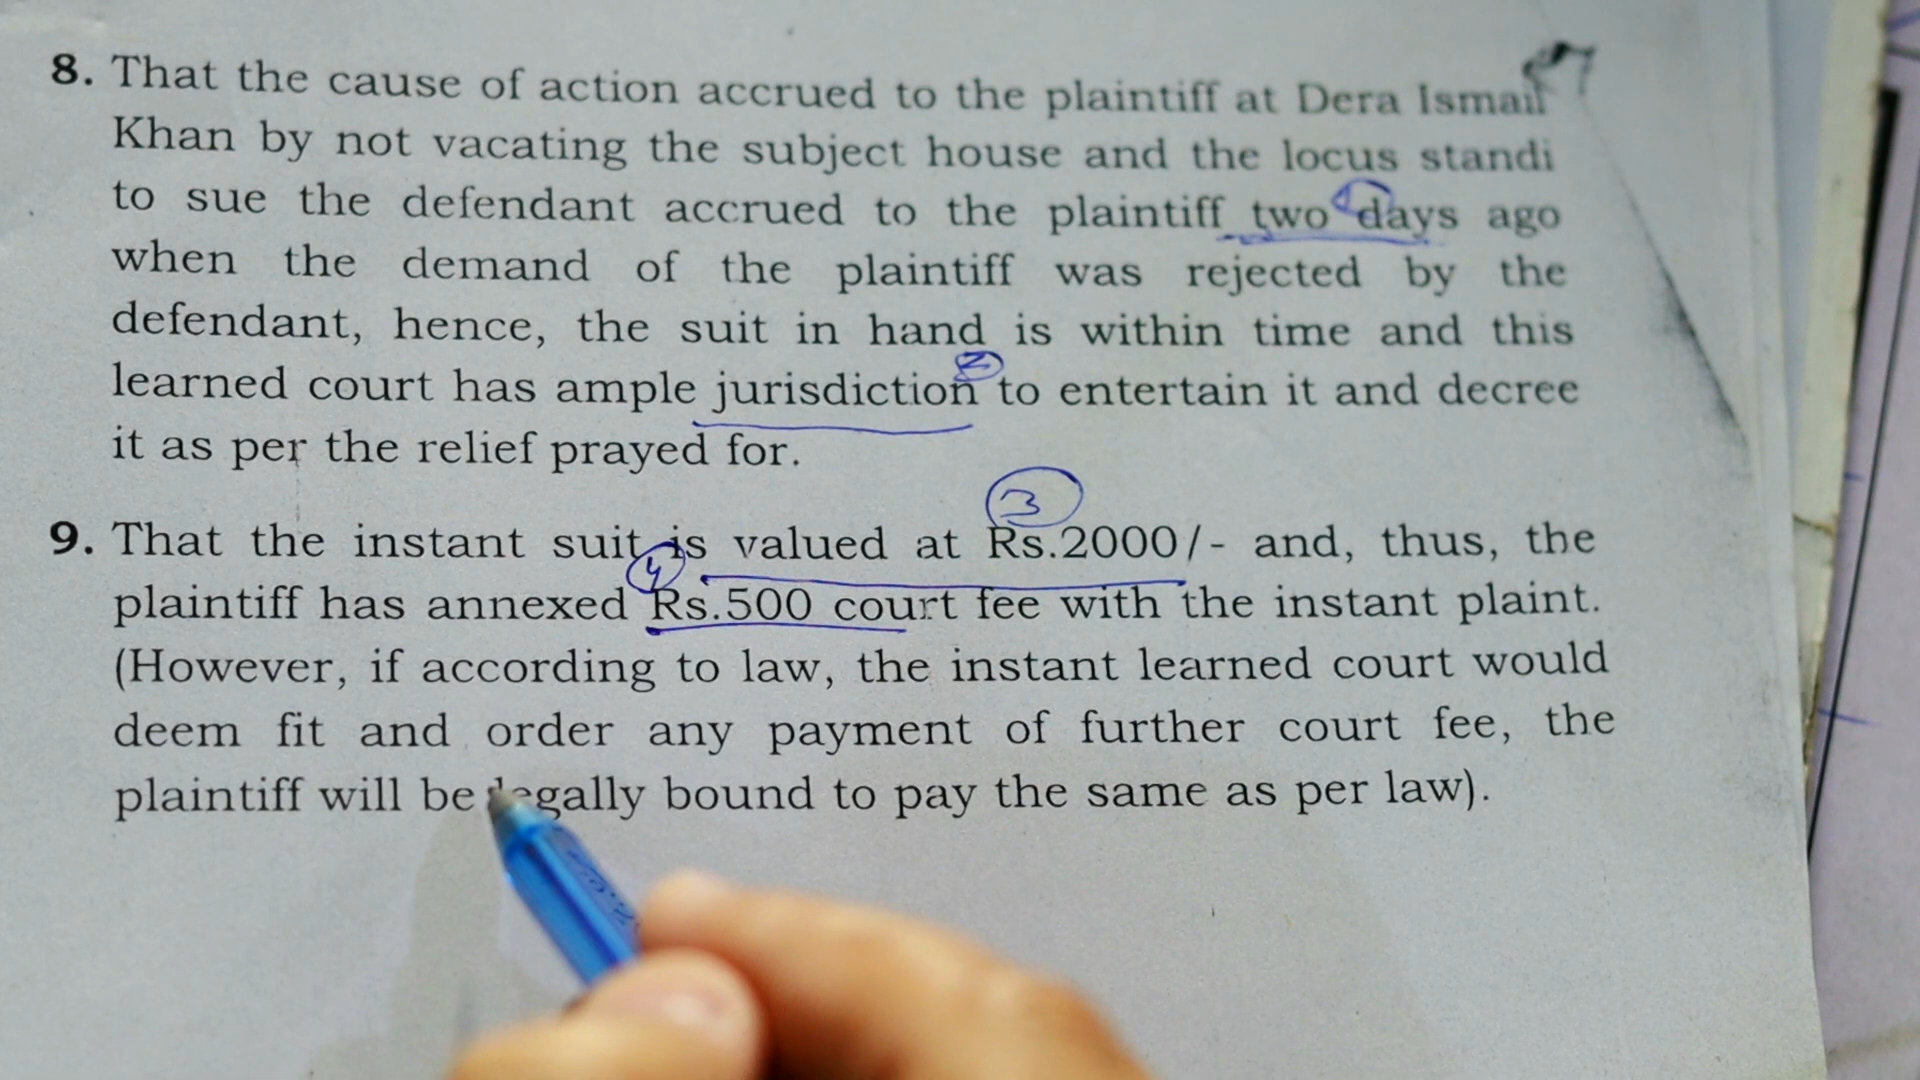 8. That the cause of action accrued to the plaintiff at Dera Ismail
Khan by not vacating the subject house and the locus standi
to sue the defendant accrued to the plaintiff two days ago
when the demand of the plaintiff was rejected by the
defendant, hence, the suit in hand is within time and this
2
learned court has ample jurisdiction to entertain it and decree
it as per the relief prayed for.
3
9. That the instant suit is valued at Rs.2000/- and, thus, the
4
plaintiff has annexed Rs.500 court fee with the instant plaint.
(However, if according to law, the instant learned court would
deem fit and order any payment of further court fee, the
plaintiff will be legally bound to pay the same as per law).